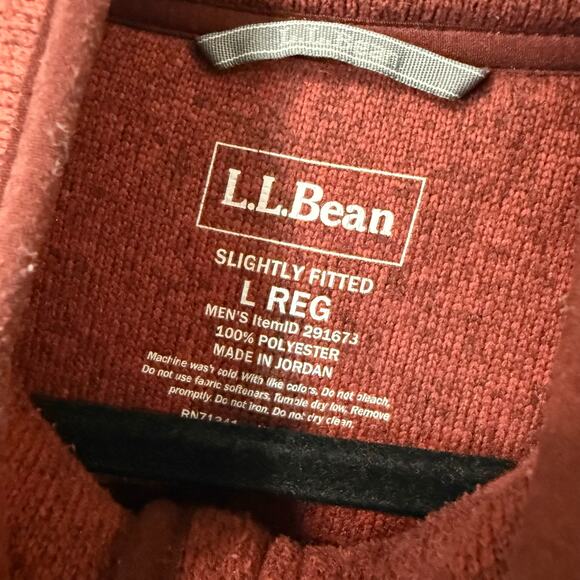 L.L.Bean
SLIGHTLY FITTED
L REG
MEN'S ItemID 291673
100% POLYESTER
MADE IN JORDAN
Machine wash cold. With like colors. Do not bleach.
Do not use fabric softeners. Tumble dry low. Remove
promptly. Do not iron. Do not dry clean.
RN71341